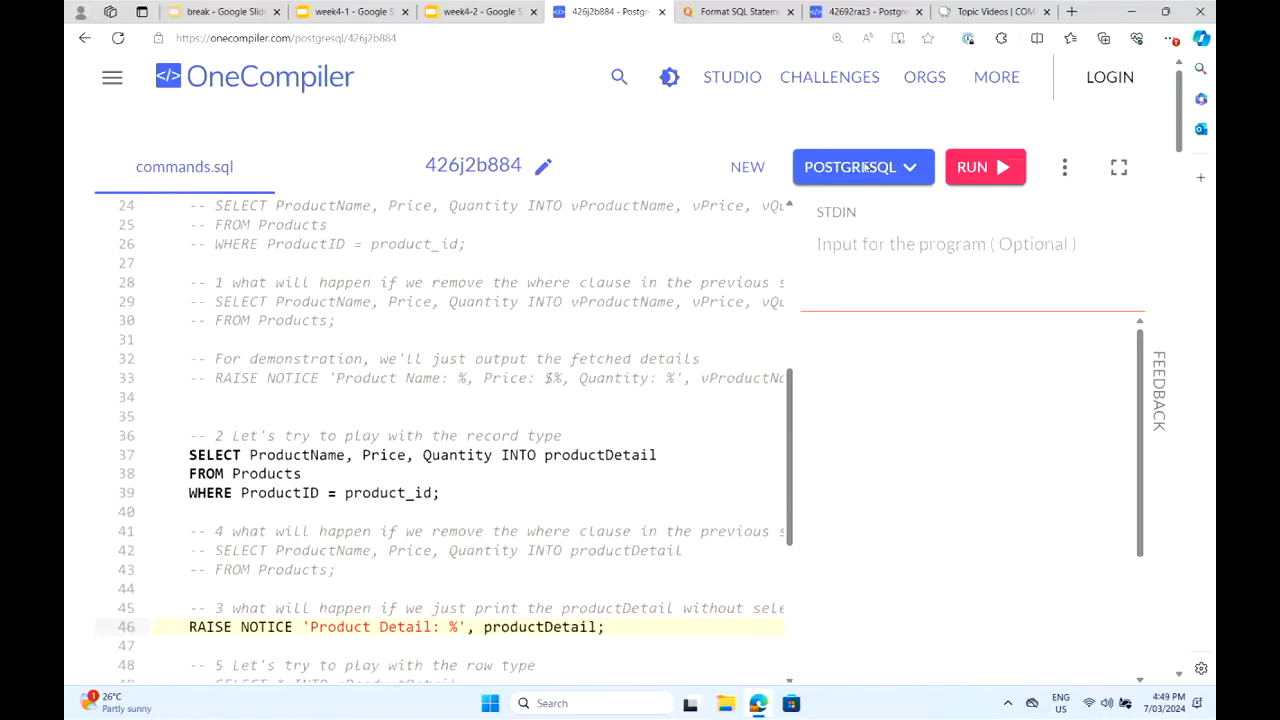 break - Google Slide
week4-1 - Google S
week4-2 - Google S
426j2b884 - Postgr
Format SQL Stateme
42692rza3 - Postgre
Topic Videos | COM
https://onecompiler.com/postgresql/426j2b884
</> OneCompiler
STUDIO
CHALLENGES
ORGS
MORE
LOGIN
commands.sql
426j2b884
NEW
POSTGRESQL
RUN
STDIN
Input for the program ( Optional )
24 -- SELECT ProductName, Price, Quantity INTO vProductName, vPrice, vQu
25 -- FROM Products
26 -- WHERE ProductID = product_id;
27
28 -- 1 what will happen if we remove the where clause in the previous s
29 -- SELECT ProductName, Price, Quantity INTO vProductName, vPrice, vQu
30 -- FROM Products;
31
32 -- For demonstration, we'll just output the fetched details
33 -- RAISE NOTICE 'Product Name: %, Price: $%, Quantity: %', vProductNa
34
35
36 -- 2 Let's try to play with the record type
37 SELECT ProductName, Price, Quantity INTO productDetail
38 FROM Products
39 WHERE ProductID = product_id;
40
41 -- 4 what will happen if we remove the where clause in the previous s
42 -- SELECT ProductName, Price, Quantity INTO productDetail
43 -- FROM Products;
44
45 -- 3 what will happen if we just print the productDetail without sele
46 RAISE NOTICE 'Product Detail: %', productDetail;
47
48 -- 5 Let's try to play with the row type
FEEDBACK
1
26°C
Partly sunny
Search
ENG
US
4:49 PM
7/03/2024